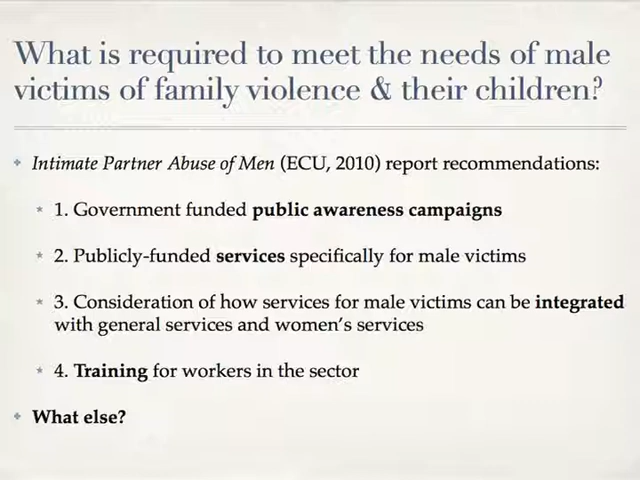 What is required to meet the needs of male
victims of family violence & their children?
Intimate Partner Abuse of Men (ECU, 2010) report recommendations:
1. Government funded public awareness campaigns
2. Publicly-funded services specifically for male victims
3. Consideration of how services for male victims can be integrated
with general services and women's services
4. Training for workers in the sector
What else?